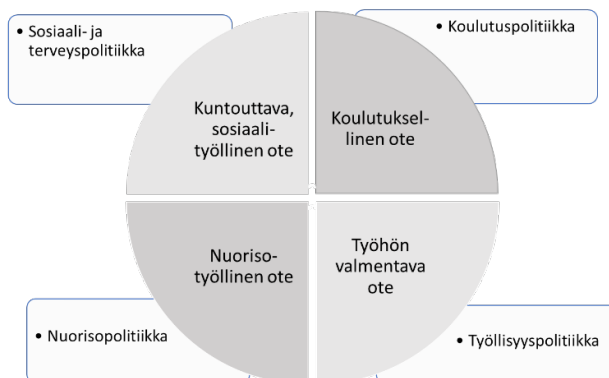 • Sosiaali- ja
terveyspolitiikka
• Koulutuspolitiikka
Kuntouttava,
sosiaali-
työllinen ote
Koulutuksel-
linen ote
Nuoriso-
työllinen ote
Työhön
valmentava
ote
• Nuorisopolitiikka
• Työllisyyspolitiikka